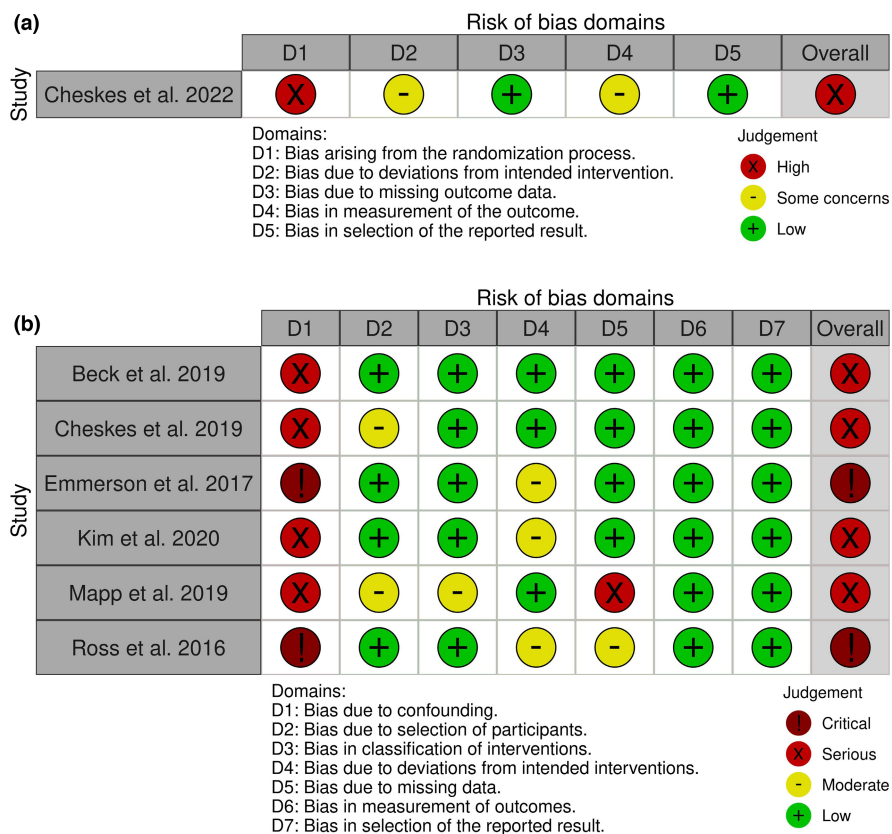 (a)
Risk of bias domains
D1 D2 D3 D4 D5 Overall
Study
Cheskes et al. 2022 X - + - + X
Domains:
D1: Bias arising from the randomization process.
D2: Bias due to deviations from intended intervention.
D3: Bias due to missing outcome data.
D4: Bias in measurement of the outcome.
D5: Bias in selection of the reported result.
Judgement
X High
- Some concerns
+ Low
(b)
Risk of bias domains
D1 D2 D3 D4 D5 D6 D7 Overall
Study
Beck et al. 2019 X + + + + + + X
Cheskes et al. 2019 X - + + + + + X
Emmerson et al. 2017 ! + + - + + + !
Kim et al. 2020 X + + - + + + X
Mapp et al. 2019 X - - + X + + X
Ross et al. 2016 ! + + - - + + !
Domains:
D1: Bias due to confounding.
D2: Bias due to selection of participants.
D3: Bias in classification of interventions.
D4: Bias due to deviations from intended interventions.
D5: Bias due to missing data.
D6: Bias in measurement of outcomes.
D7: Bias in selection of the reported result.
Judgement
! Critical
X Serious
- Moderate
+ Low